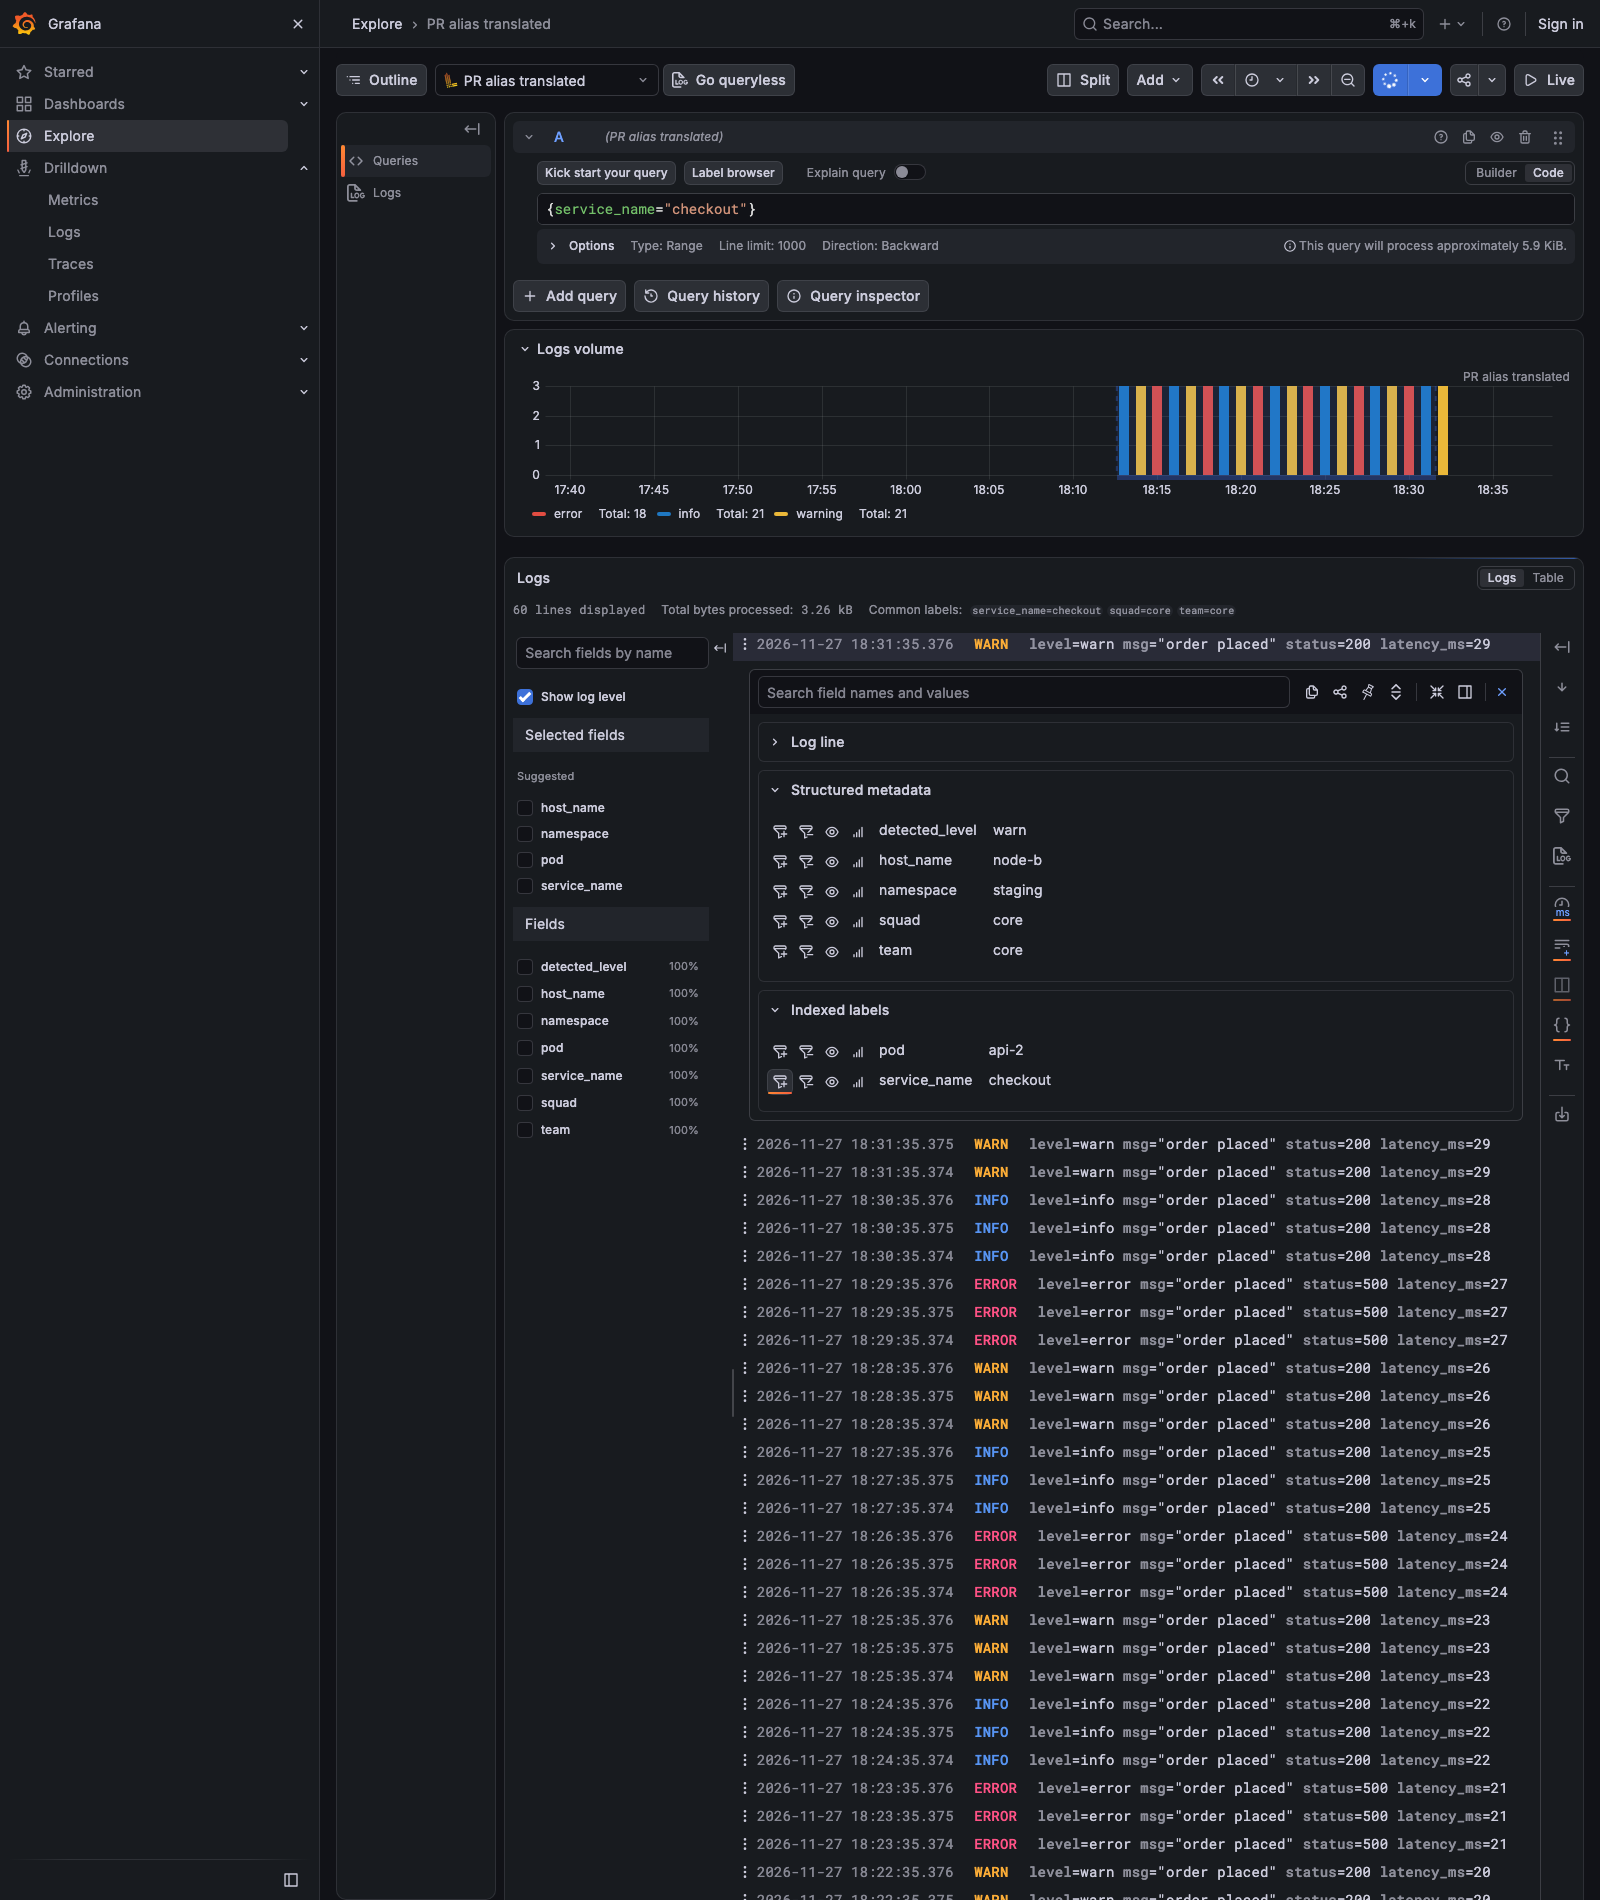 Grafana
Explore › PR alias translated
Search...
⌘+k
Sign in
Starred
Dashboards
Explore
Drilldown
Metrics
Logs
Traces
Profiles
Alerting
Connections
Administration
Outline
PR alias translated
Go queryless
Split
Add
Live
Queries
Logs
A
(PR alias translated)
Kick start your query
Label browser
Explain query
Builder
Code
{service_name="checkout"}
Options
Type: Range
Line limit: 1000
Direction: Backward
This query will process approximately 5.9 KiB.
Add query
Query history
Query inspector
Logs volume
PR alias translated
3
2
1
0
17:40
17:45
17:50
17:55
18:00
18:05
18:10
18:15
18:20
18:25
18:30
18:35
error Total: 18
info Total: 21
warning Total: 21
Logs
Logs
Table
60 lines displayed
Total bytes processed: 3.26 kB
Common labels: service_name=checkout squad=core team=core
Search fields by name
Show log level
Selected fields
Suggested
host_name
namespace
pod
service_name
Fields
detected_level 100%
host_name 100%
namespace 100%
pod 100%
service_name 100%
squad 100%
team 100%
2026-11-27 18:31:35.376 WARN level=warn msg="order placed" status=200 latency_ms=29
Search field names and values
Log line
Structured metadata
detected_level warn
host_name node-b
namespace staging
squad core
team core
Indexed labels
pod api-2
service_name checkout
LOG
ms
2026-11-27 18:31:35.375 WARN level=warn msg="order placed" status=200 latency_ms=29
2026-11-27 18:31:35.374 WARN level=warn msg="order placed" status=200 latency_ms=29
2026-11-27 18:30:35.376 INFO level=info msg="order placed" status=200 latency_ms=28
2026-11-27 18:30:35.375 INFO level=info msg="order placed" status=200 latency_ms=28
2026-11-27 18:30:35.374 INFO level=info msg="order placed" status=200 latency_ms=28
2026-11-27 18:29:35.376 ERROR level=error msg="order placed" status=500 latency_ms=27
2026-11-27 18:29:35.375 ERROR level=error msg="order placed" status=500 latency_ms=27
2026-11-27 18:29:35.374 ERROR level=error msg="order placed" status=500 latency_ms=27
2026-11-27 18:28:35.376 WARN level=warn msg="order placed" status=200 latency_ms=26
2026-11-27 18:28:35.375 WARN level=warn msg="order placed" status=200 latency_ms=26
2026-11-27 18:28:35.374 WARN level=warn msg="order placed" status=200 latency_ms=26
2026-11-27 18:27:35.376 INFO level=info msg="order placed" status=200 latency_ms=25
2026-11-27 18:27:35.375 INFO level=info msg="order placed" status=200 latency_ms=25
2026-11-27 18:27:35.374 INFO level=info msg="order placed" status=200 latency_ms=25
2026-11-27 18:26:35.376 ERROR level=error msg="order placed" status=500 latency_ms=24
2026-11-27 18:26:35.375 ERROR level=error msg="order placed" status=500 latency_ms=24
2026-11-27 18:26:35.374 ERROR level=error msg="order placed" status=500 latency_ms=24
2026-11-27 18:25:35.376 WARN level=warn msg="order placed" status=200 latency_ms=23
2026-11-27 18:25:35.375 WARN level=warn msg="order placed" status=200 latency_ms=23
2026-11-27 18:25:35.374 WARN level=warn msg="order placed" status=200 latency_ms=23
2026-11-27 18:24:35.376 INFO level=info msg="order placed" status=200 latency_ms=22
2026-11-27 18:24:35.375 INFO level=info msg="order placed" status=200 latency_ms=22
2026-11-27 18:24:35.374 INFO level=info msg="order placed" status=200 latency_ms=22
2026-11-27 18:23:35.376 ERROR level=error msg="order placed" status=500 latency_ms=21
2026-11-27 18:23:35.375 ERROR level=error msg="order placed" status=500 latency_ms=21
2026-11-27 18:23:35.374 ERROR level=error msg="order placed" status=500 latency_ms=21
2026-11-27 18:22:35.376 WARN level=warn msg="order placed" status=200 latency_ms=20